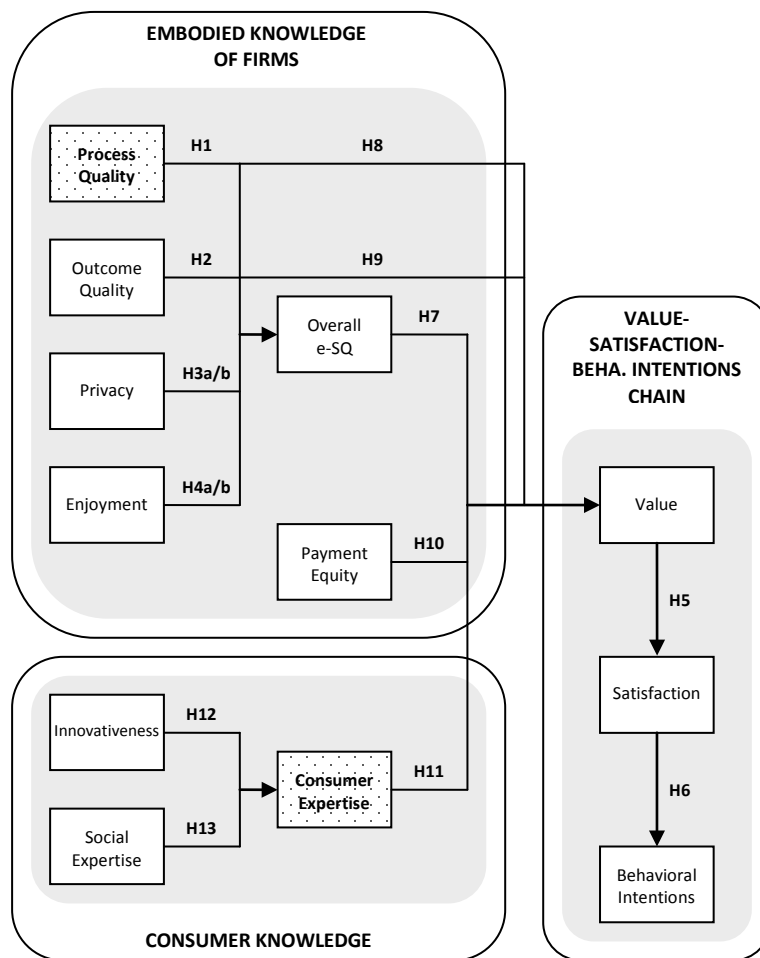 EMBODIED KNOWLEDGE
OF FIRMS
Process
Quality
H1
H8
Outcome
Quality
H2
H9
Overall
e-SQ
H7
Privacy
H3a/b
Enjoyment
H4a/b
Payment
Equity
H10
VALUE-
SATISFACTION-
BEHA. INTENTIONS
CHAIN
Value
H5
Satisfaction
H6
Behavioral
Intentions
Innovativeness
H12
Consumer
Expertise
H11
Social
Expertise
H13
CONSUMER KNOWLEDGE